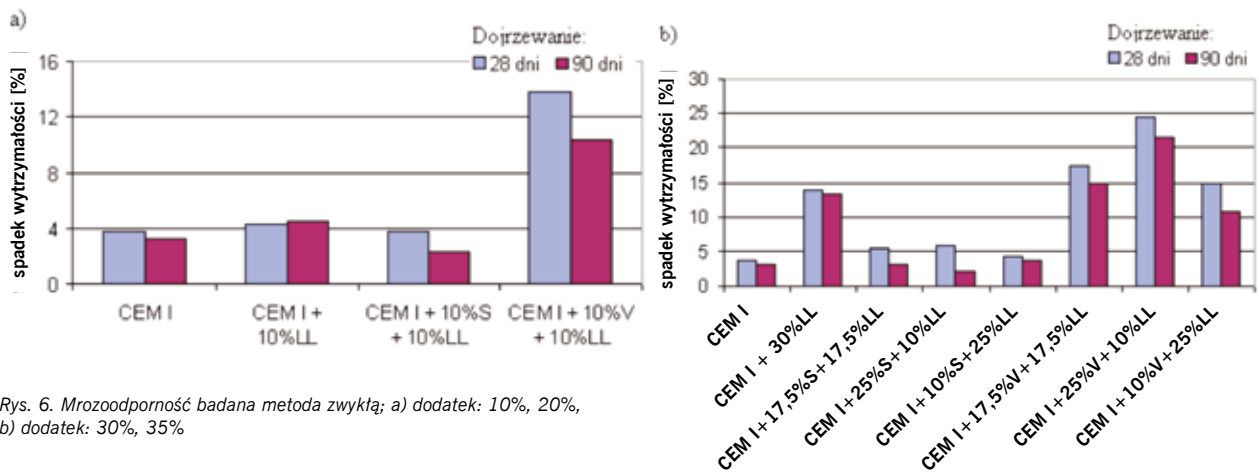 a)
Dojrzewanie:
28 dni 90 dni
spadek wytrzymałości [%]
16
12
8
4
0
CEM I
CEM I +
10%LL
CEM I + 10%S
+ 10%LL
CEM I + 10%V
+ 10%LL
b)
Dojrzewanie:
28 dni 90 dni
spadek wytrzymałości [%]
30
25
20
15
10
5
0
CEM I
CEM I + 30%LL
CEM I+17,5%S+17,5%LL
CEM I+25%S+10%LL
CEM I+10%S+25%LL
CEM I+17,5%V+17,5%LL
CEM I+25%V+10%LL
CEM I+10%V+25%LL
Rys. 6. Mrozoodporność badana metoda zwykłą; a) dodatek: 10%, 20%,
b) dodatek: 30%, 35%